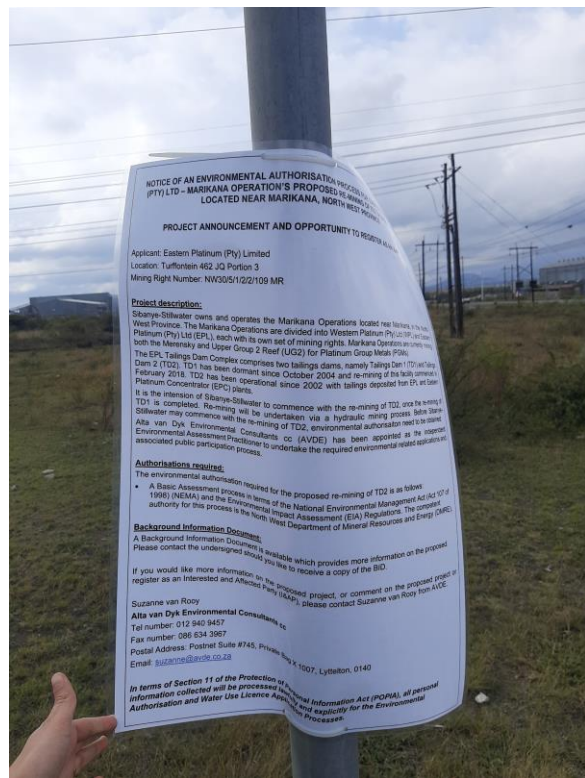 NOTICE OF AN ENVIRONMENTAL AUTHORISATION PROCESS
(PTY) LTD – MARIKANA OPERATION'S PROPOSED RE-MINING OF
LOCATED NEAR MARIKANA, NORTH WEST PROVINCE
PROJECT ANNOUNCEMENT AND OPPORTUNITY TO REGISTER AS AN
Applicant: Eastern Platinum (Pty) Limited
Location: Turffontein 462 JQ Portion 3
Mining Right Number: NW30/5/1/2/2/109 MR
Project description:
Sibanye-Stillwater owns and operates the Marikana Operations located near Marikana, in the North
West Province. The Marikana Operations are divided into Western Platinum (Pty) Ltd (WPL) and Eastern
Platinum (Pty) Ltd (EPL), each with its own set of mining rights. Marikana Operations are currently mining
both the Merensky and Upper Group 2 Reef (UG2) for Platinum Group Metals (PGMs).
The EPL Tailings Dam Complex comprises two tailings dams, namely Tailings Dam 1 (TD1) and Tailings
Dam 2 (TD2). TD1 has been dormant since October 2004 and re-mining of this facility commenced in
February 2018. TD2 has been operational since 2002 with tailings deposited from EPL and Eastern
Platinum Concentrator (EPC) plants.
It is the intension of Sibanye-Stillwater to commence with the re-mining of TD2, once the re-mining of
TD1 is completed. Re-mining will be undertaken via a hydraulic mining process. Before Sibanye-
Stillwater may commence with the re-mining of TD2, environmental authorisation need to be obtained.
Alta van Dyk Environmental Consultants cc (AVDE) has been appointed as the independent
Environmental Assessment Practitioner to undertake the required environmental related applications and
associated public participation process.
Authorisations required:
The environmental authorisation required for the proposed re-mining of TD2 is as follows:
• A Basic Assessment process in terms of the National Environmental Management Act (Act 107 of
1998) (NEMA) and the Environmental Impact Assessment (EIA) Regulations. The competent
authority for this process is the North West Department of Mineral Resources and Energy (DMRE).
Background Information Document:
A Background Information Document is available which provides more information on the proposed
Please contact the undersigned should you like to receive a copy of the BID.
If you would like more information on the proposed project, or comment on the proposed project or
register as an Interested and Affected Party (I&AP), please contact Suzanne van Rooy from AVDE.
Suzanne van Rooy
Alta van Dyk Environmental Consultants cc
Tel number: 012 940 9457
Fax number: 086 634 3967
Postal Address: Postnet Suite #745, Private Bag X 1007, Lyttelton, 0140
Email: suzanne@avde.co.za
In terms of Section 11 of the Protection of Personal Information Act (POPIA), all personal
information collected will be processed lawfully and explicitly for the Environmental
Authorisation and Water Use Licence Application Processes.